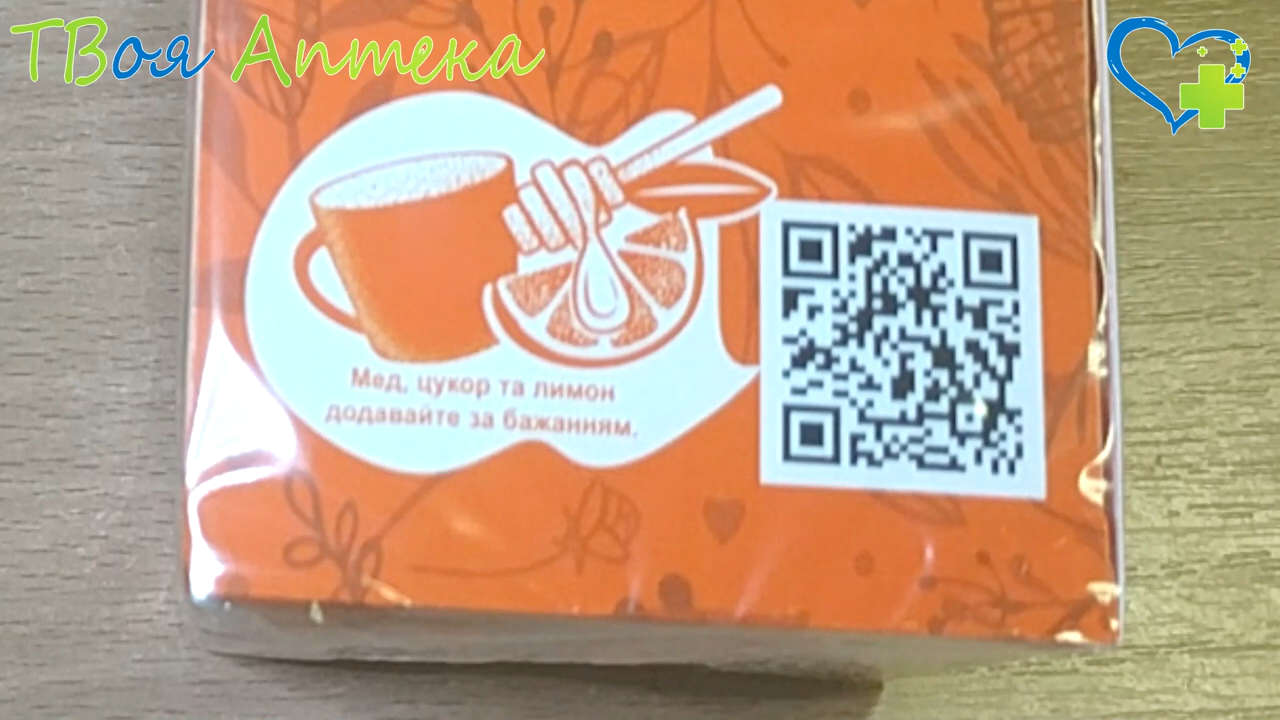 ТВоя Аптека
Мед, цукор та лимон
додавайте за бажанням.